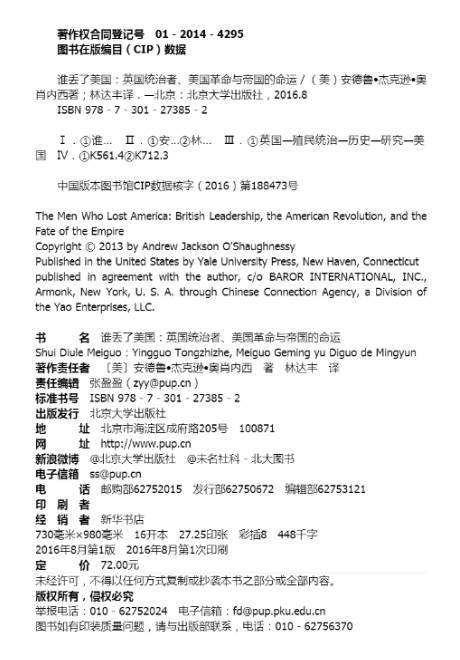 著作权合同登记号 01-2014-4295
图书在版编目（CIP）数据
谁丢了美国：英国统治者、美国革命与帝国的命运/（美）安德鲁•杰克逊•奥
肖内西著；林达丰译．—北京：北京大学出版社，2016.8
ISBN 978-7-301-27385-2
Ⅰ．①谁… Ⅱ．①安…②林… Ⅲ．①英国—殖民统治—历史—研究—美
国 Ⅳ．①K561.4②K712.3
中国版本图书馆CIP数据核字（2016）第188473号
The Men Who Lost America: British Leadership, the American Revolution, and the
Fate of the Empire
Copyright © 2013 by Andrew Jackson O'Shaughnessy
Published in the United States by Yale University Press, New Haven, Connecticut
published in agreement with the author, c/o BAROR INTERNATIONAL, INC.,
Armonk, New York, U. S. A. through Chinese Connection Agency, a Division of
the Yao Enterprises, LLC.
书 名 谁丢了美国：英国统治者、美国革命与帝国的命运
Shui Diule Meiguo：Yingguo Tongzhizhe, Meiguo Geming yu Diguo de Mingyun
著作责任者 〔美〕安德鲁•杰克逊•奥肖内西 著 林达丰 译
责任编辑 张盈盈（zyy@pup.cn）
标准书号 ISBN 978-7-301-27385-2
出版发行 北京大学出版社
地 址 北京市海淀区成府路205号 100871
网 址 http://www.pup.cn
新浪微博 @北京大学出版社 @未名社科-北大图书
电子信箱 ss@pup.cn
电 话 邮购部62752015 发行部62750672 编辑部62753121
印 刷 者
经 销 者 新华书店
730毫米×980毫米 16开本 27.25印张 彩插8 448千字
2016年8月第1版 2016年8月第1次印刷
定 价 72.00元
未经许可，不得以任何方式复制或抄袭本书之部分或全部内容。
版权所有，侵权必究
举报电话：010-62752024 电子信箱：fd@pup.pku.edu.cn
图书如有印装质量问题，请与出版部联系，电话：010-62756370